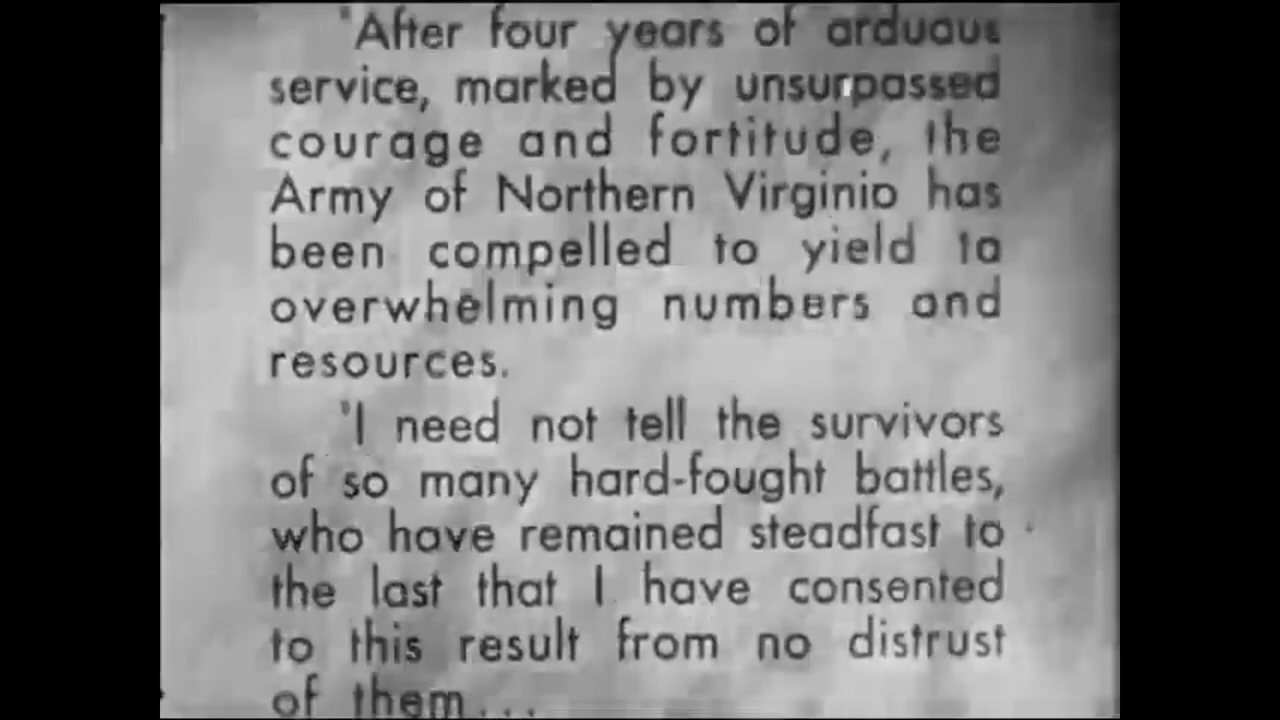 "After four years of arduous
service, marked by unsurpassed
courage and fortitude, the
Army of Northern Virginia has
been compelled to yield to
overwhelming numbers and
resources.
"I need not tell the survivors
of so many hard-fought battles,
who have remained steadfast to
the last that I have consented
to this result from no distrust
of them...